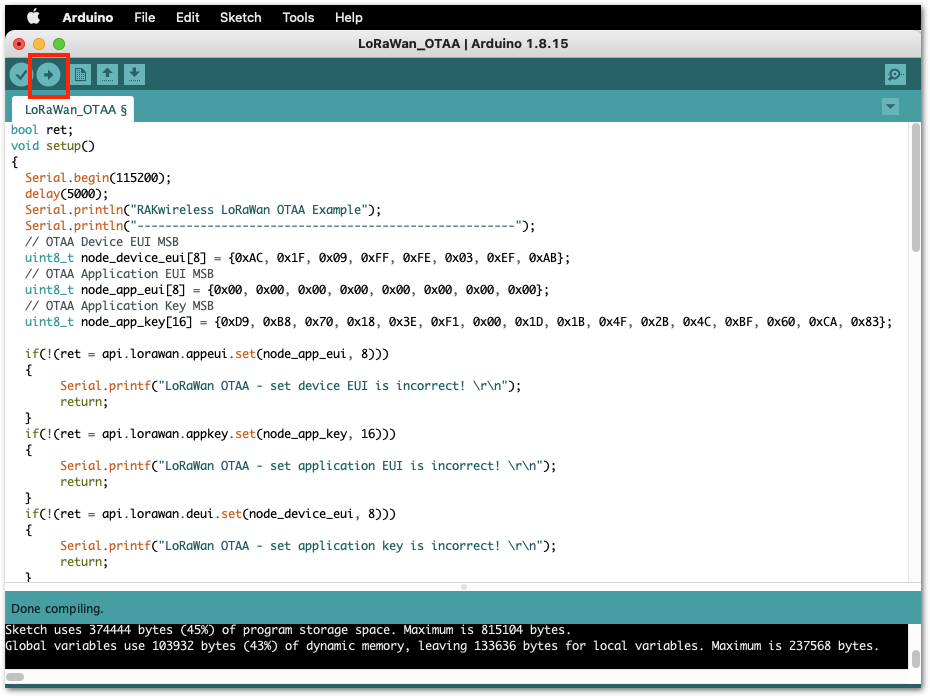 Arduino File Edit Sketch Tools Help
LoRaWan_OTAA | Arduino 1.8.15
LoRaWan_OTAA §
bool ret;
void setup()
{
  Serial.begin(115200);
  delay(5000);
  Serial.println("RAKwireless LoRaWan OTAA Example");
  Serial.println("------------------------------------------------------");
  // OTAA Device EUI MSB
  uint8_t node_device_eui[8] = {0xAC, 0x1F, 0x09, 0xFF, 0xFE, 0x03, 0xEF, 0xAB};
  // OTAA Application EUI MSB
  uint8_t node_app_eui[8] = {0x00, 0x00, 0x00, 0x00, 0x00, 0x00, 0x00, 0x00};
  // OTAA Application Key MSB
  uint8_t node_app_key[16] = {0xD9, 0xB8, 0x70, 0x18, 0x3E, 0xF1, 0x00, 0x1D, 0x1B, 0x4F, 0x2B, 0x4C, 0xBF, 0x60, 0xCA, 0x83};
  if(!(ret = api.lorawan.appeui.set(node_app_eui, 8)))
  {
       Serial.printf("LoRaWan OTAA - set device EUI is incorrect! \r\n");
       return;
  }
  if(!(ret = api.lorawan.appkey.set(node_app_key, 16)))
  {
       Serial.printf("LoRaWan OTAA - set application EUI is incorrect! \r\n");
       return;
  }
  if(!(ret = api.lorawan.deui.set(node_device_eui, 8)))
  {
       Serial.printf("LoRaWan OTAA - set application key is incorrect! \r\n");
       return;
  }
Done compiling.
Sketch uses 374444 bytes (45%) of program storage space. Maximum is 815104 bytes.
Global variables use 103932 bytes (43%) of dynamic memory, leaving 133636 bytes for local variables. Maximum is 237568 bytes.